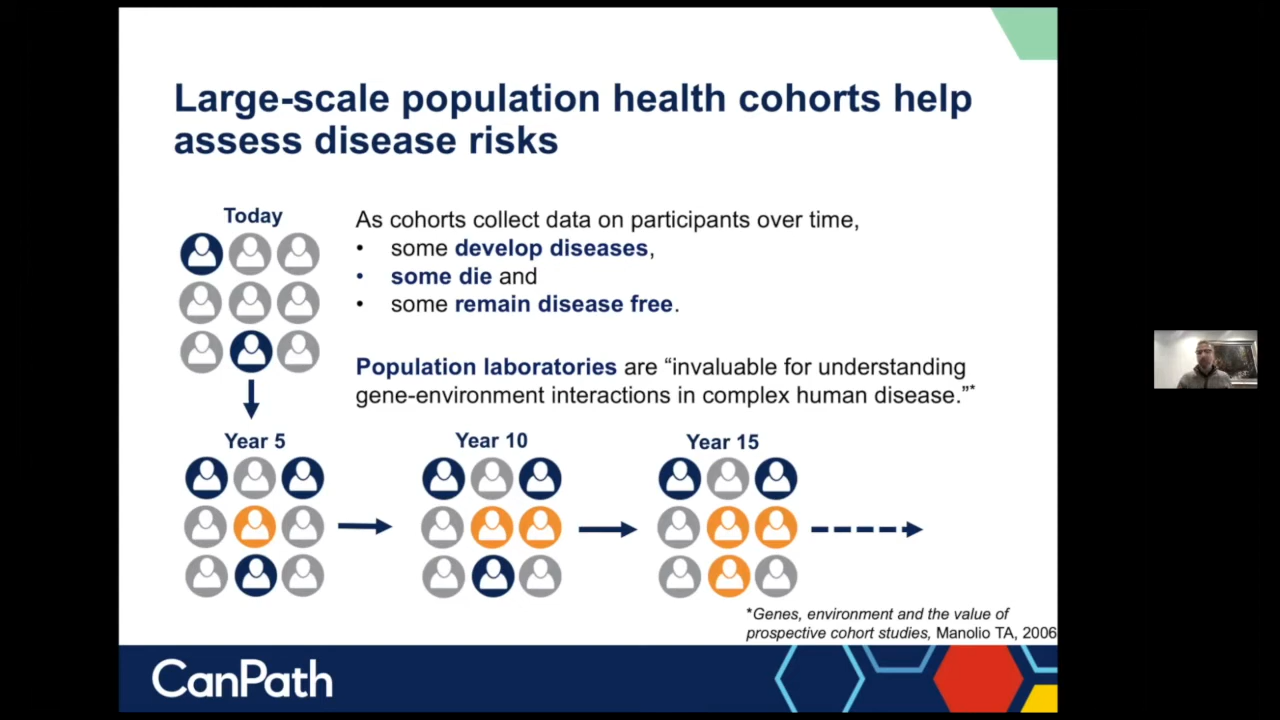 Large-scale population health cohorts help
assess disease risks
Today
As cohorts collect data on participants over time,
• some develop diseases,
• some die and
• some remain disease free.
Population laboratories are “invaluable for understanding
gene-environment interactions in complex human disease.”*
Year 5
Year 10
Year 15
*Genes, environment and the value of
prospective cohort studies, Manolio TA, 2006
CanPath